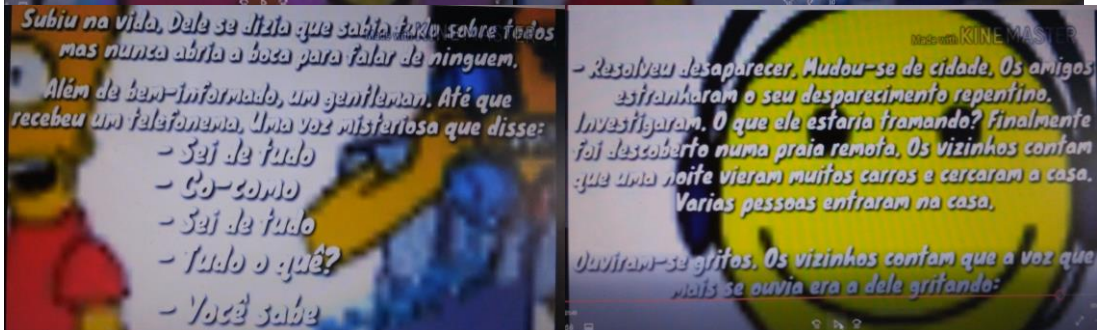 Subiu na vida. Dele se dizia que sabia tudo sobre todos
mas nunca abria a boca para falar de ninguem.
Além de bem-informado, um gentleman. Até que
recebeu um telefonema. Uma voz misteriosa que disse:
- Sei de tudo
- Co-como
- Sei de tudo
- Tudo o quê?
- Você sabe
Made with KINEMASTER
- Resolveu desaparecer. Mudou-se de cidade. Os amigos
estranharam o seu desparecimento repentino.
Investigaram. O que ele estaria tramando? Finalmente
foi descoberto numa praia remota. Os vizinhos contam
que uma noite vieram muitos carros e cercaram a casa.
Varias pessoas entraram na casa.
Ouviram-se gritos. Os vizinhos contam que a voz que
mais se ouvia era a dele gritando: